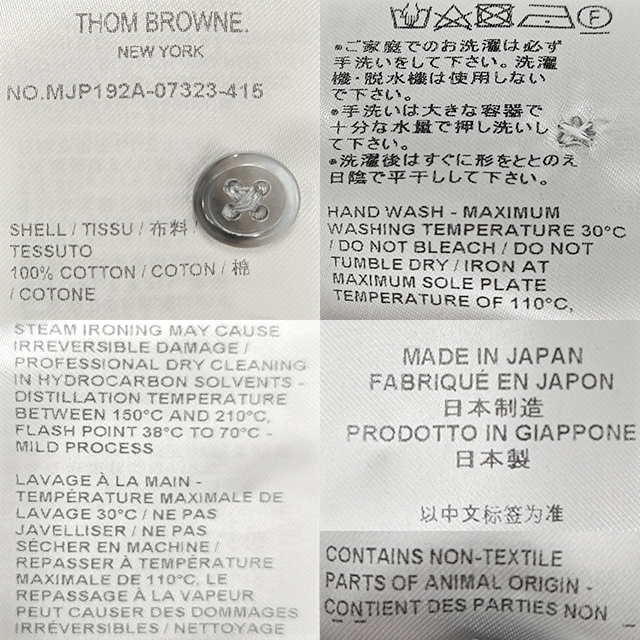 THOM BROWNE.
NEW YORK
NO.MJP192A-07323-415
SHELL / TISSU / 布料 /
TESSUTO
100% COTTON / COTON / 棉
/ COTONE
•ご家庭でのお洗濯は必ず
手洗いをして下さい。洗濯
機・脱水機は使用しない
で下さい。
•手洗いは大きな容器で
十分な水量で押し洗いし
て下さい。
•洗濯後はすぐに形をととのえ
日陰で平干しして下さい。
HAND WASH - MAXIMUM
WASHING TEMPERATURE 30°C
/ DO NOT BLEACH / DO NOT
TUMBLE DRY / IRON AT
MAXIMUM SOLE PLATE
TEMPERATURE OF 110°C,
STEAM IRONING MAY CAUSE
IRREVERSIBLE DAMAGE /
PROFESSIONAL DRY CLEANING
IN HYDROCARBON SOLVENTS -
DISTILLATION TEMPERATURE
BETWEEN 150°C AND 210°C,
FLASH POINT 38°C TO 70°C -
MILD PROCESS
LAVAGE À LA MAIN -
TEMPÉRATURE MAXIMALE DE
LAVAGE 30°C / NE PAS
JAVELLISER / NE PAS
SÉCHER EN MACHINE /
REPASSER À TEMPÉRATURE
MAXIMALE DE 110°C, LE
REPASSAGE À LA VAPEUR
PEUT CAUSER DES DOMMAGES
IRRÉVERSIBLES / NETTOYAGE
MADE IN JAPAN
FABRIQUÉ EN JAPON
日本制造
PRODOTTO IN GIAPPONE
日本製
以中文标签为准
CONTAINS NON-TEXTILE
PARTS OF ANIMAL ORIGIN -
CONTIENT DES PARTIES NON